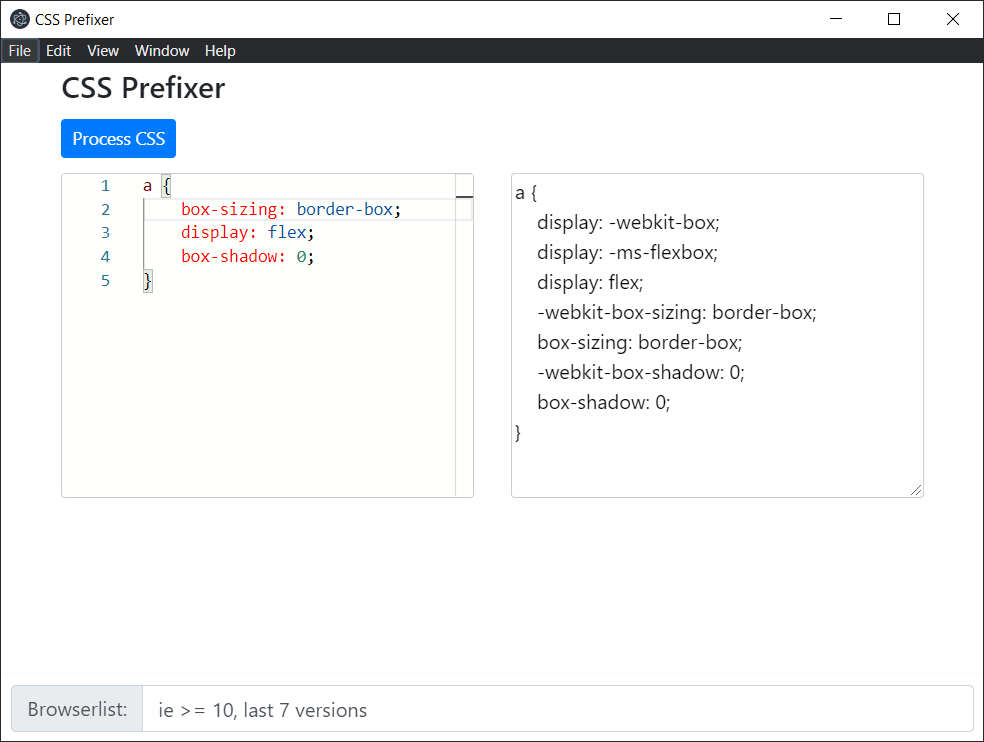 CSS Prefixer
File Edit View Window Help
CSS Prefixer
Process CSS
1 a {
2 box-sizing: border-box;
3 display: flex;
4 box-shadow: 0;
5 }
a {
display: -webkit-box;
display: -ms-flexbox;
display: flex;
-webkit-box-sizing: border-box;
box-sizing: border-box;
-webkit-box-shadow: 0;
box-shadow: 0;
}
Browserlist: ie >= 10, last 7 versions